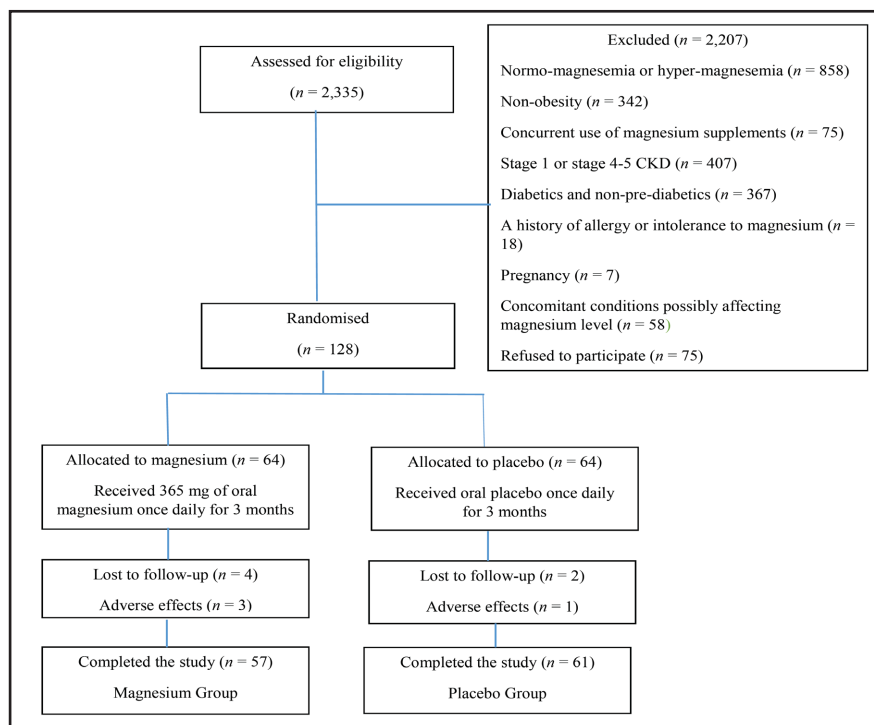 Assessed for eligibility
(n = 2,335)
Excluded (n = 2,207)
Normo-magnesemia or hyper-magnesemia (n = 858)
Non-obesity (n = 342)
Concurrent use of magnesium supplements (n = 75)
Stage 1 or stage 4-5 CKD (n = 407)
Diabetics and non-pre-diabetics (n = 367)
A history of allergy or intolerance to magnesium (n =
18)
Pregnancy (n = 7)
Concomitant conditions possibly affecting
magnesium level (n = 58)
Refused to participate (n = 75)
Randomised
(n = 128)
Allocated to magnesium (n = 64)
Received 365 mg of oral
magnesium once daily for 3 months
Allocated to placebo (n = 64)
Received oral placebo once daily
for 3 months
Lost to follow-up (n = 4)
Adverse effects (n = 3)
Lost to follow-up (n = 2)
Adverse effects (n = 1)
Completed the study (n = 57)
Magnesium Group
Completed the study (n = 61)
Placebo Group